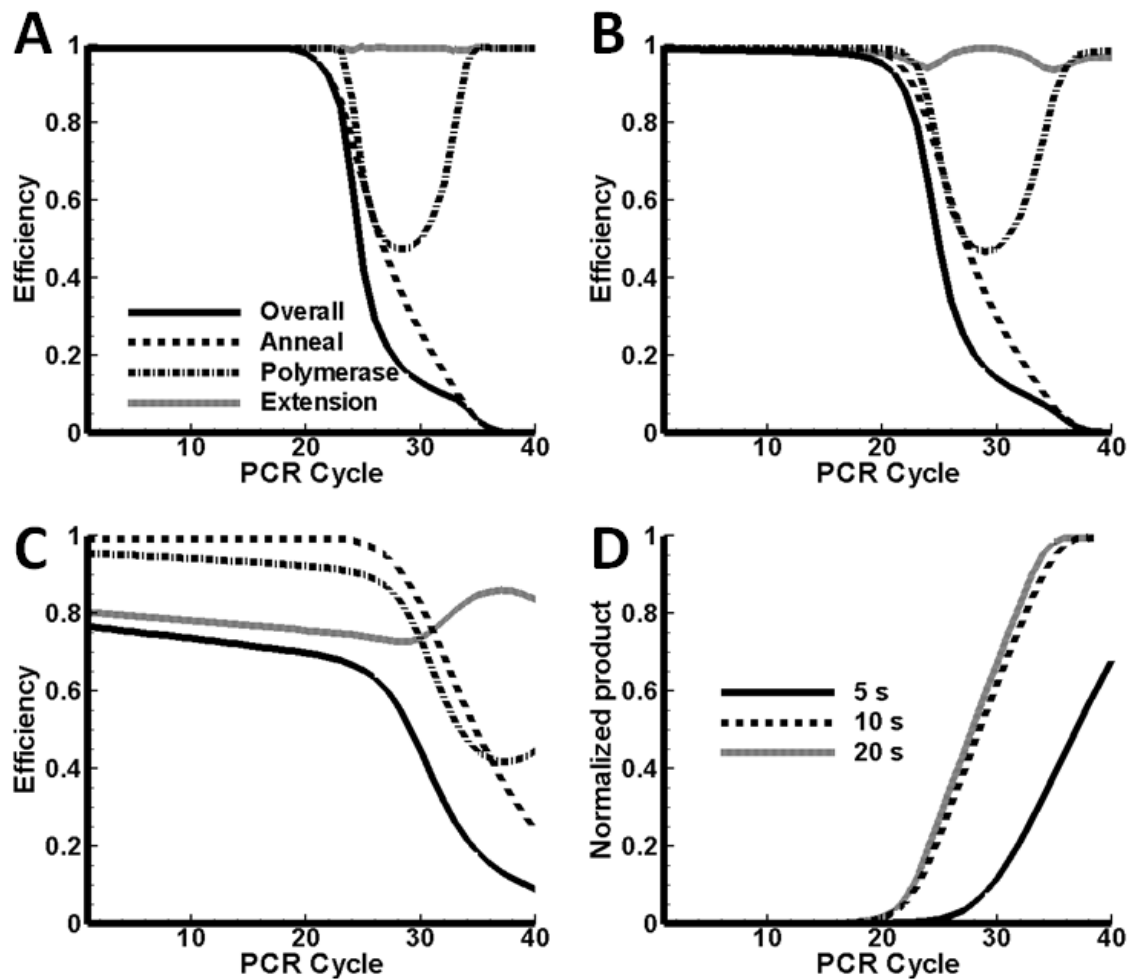 A
1
0.8
0.6
0.4
0.2
0
Efficiency
Overall
Anneal
Polymerase
Extension
10 20 30 40
PCR Cycle
B
1
0.8
0.6
0.4
0.2
0
Efficiency
10 20 30 40
PCR Cycle
C
1
0.8
0.6
0.4
0.2
0
Efficiency
10 20 30 40
PCR Cycle
D
1
0.8
0.6
0.4
0.2
0
Normalized product
5 s
10 s
20 s
10 20 30 40
PCR Cycle